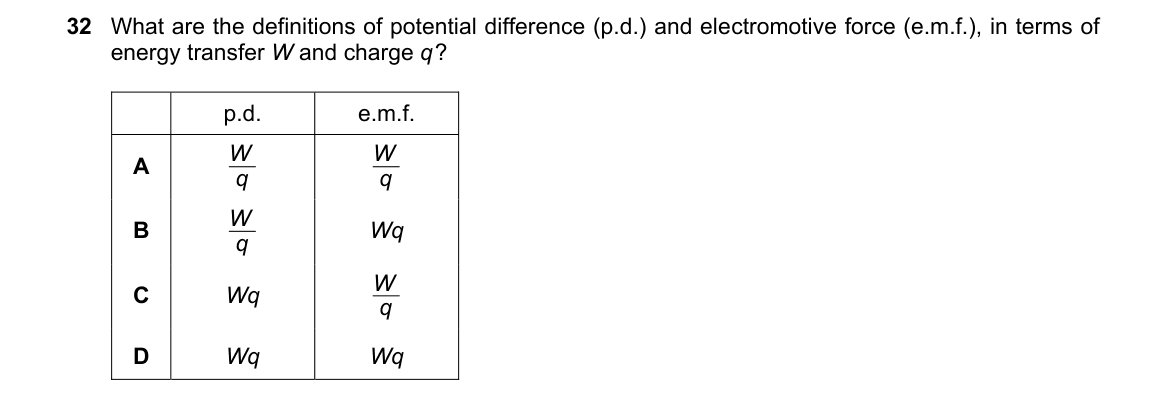 32 What are the definitions of potential difference (p.d.) and electromotive force (e.m.f.), in terms of
energy transfer W and charge q?
p.d. e.m.f.
A W/q W/q
B W/q Wq
C Wq W/q
D Wq Wq